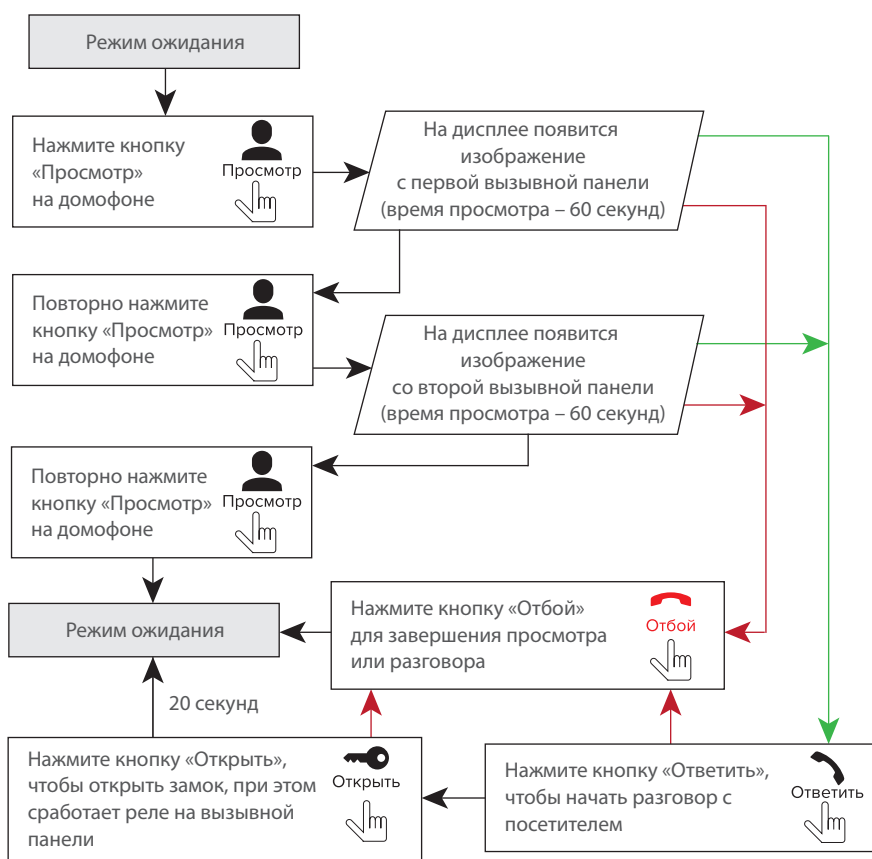 Режим ожидания
Нажмите кнопку
«Просмотр»
на домофоне
Просмотр
На дисплее появится
изображение
с первой вызывной панели
(время просмотра – 60 секунд)
Повторно нажмите
кнопку «Просмотр»
на домофоне
Просмотр
На дисплее появится
изображение
со второй вызывной панели
(время просмотра – 60 секунд)
Повторно нажмите
кнопку «Просмотр»
на домофоне
Просмотр
Режим ожидания
Нажмите кнопку «Отбой»
для завершения просмотра
или разговора
Отбой
20 секунд
Нажмите кнопку «Открыть»,
чтобы открыть замок, при этом
сработает реле на вызывной
панели
Открыть
Нажмите кнопку «Ответить»,
чтобы начать разговор с
посетителем
Ответить